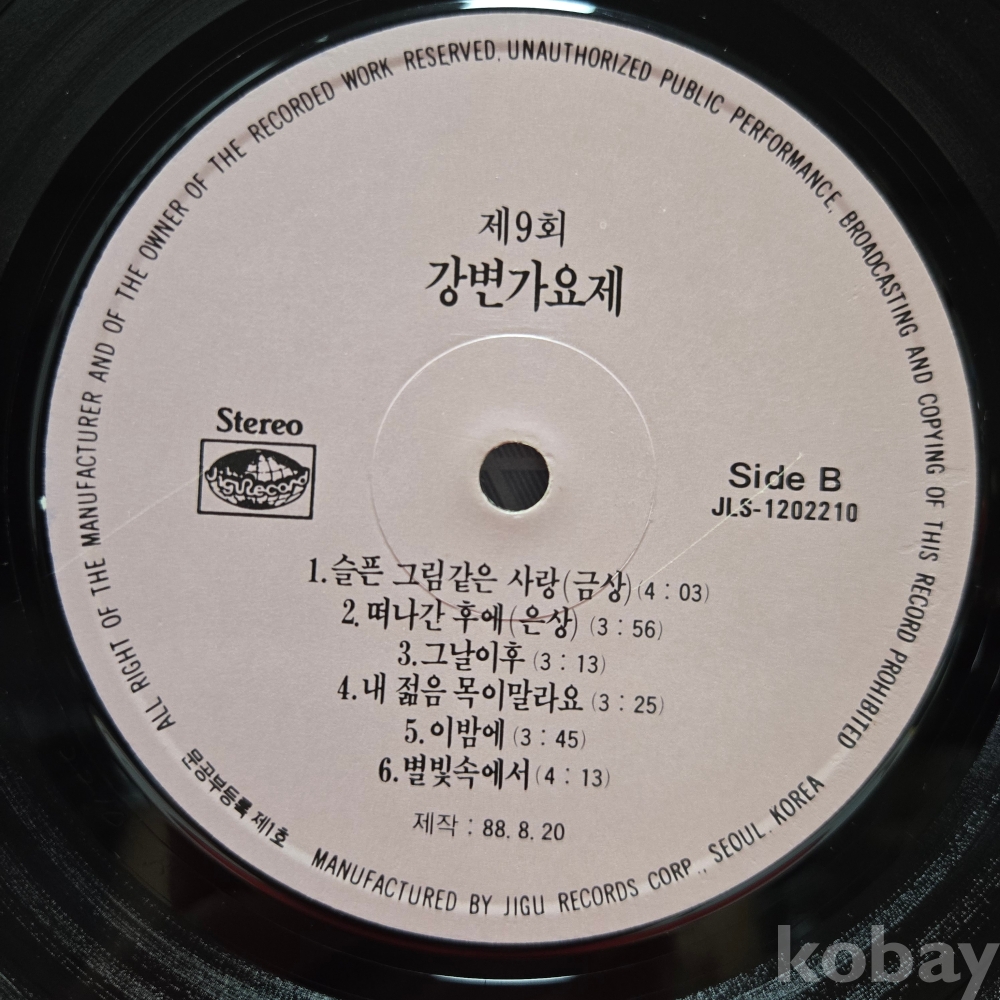 ALL RIGHT OF THE MANUFACTURER AND OF THE OWNER OF THE RECORDED WORK RESERVED. UNAUTHORIZED PUBLIC PERFORMANCE, BROADCASTING AND COPYING OF THIS RECORD PROHIBITED
제9회
강변가요제
Stereo
JiguRecord
Side B
JLS-1202210
1.슬픈 그림같은 사랑(금상)(4 : 03)
2.떠나간 후에(은상)(3 : 56)
3.그날이후(3 : 13)
4.내 젊음 목이말라요(3 : 25)
5.이밤에(3 : 45)
6.별빛속에서(4 : 13)
제작 : 88. 8. 20
문공부등록 제1호
MANUFACTURED BY JIGU RECORDS CORP., SEOUL. KOREA
kobay